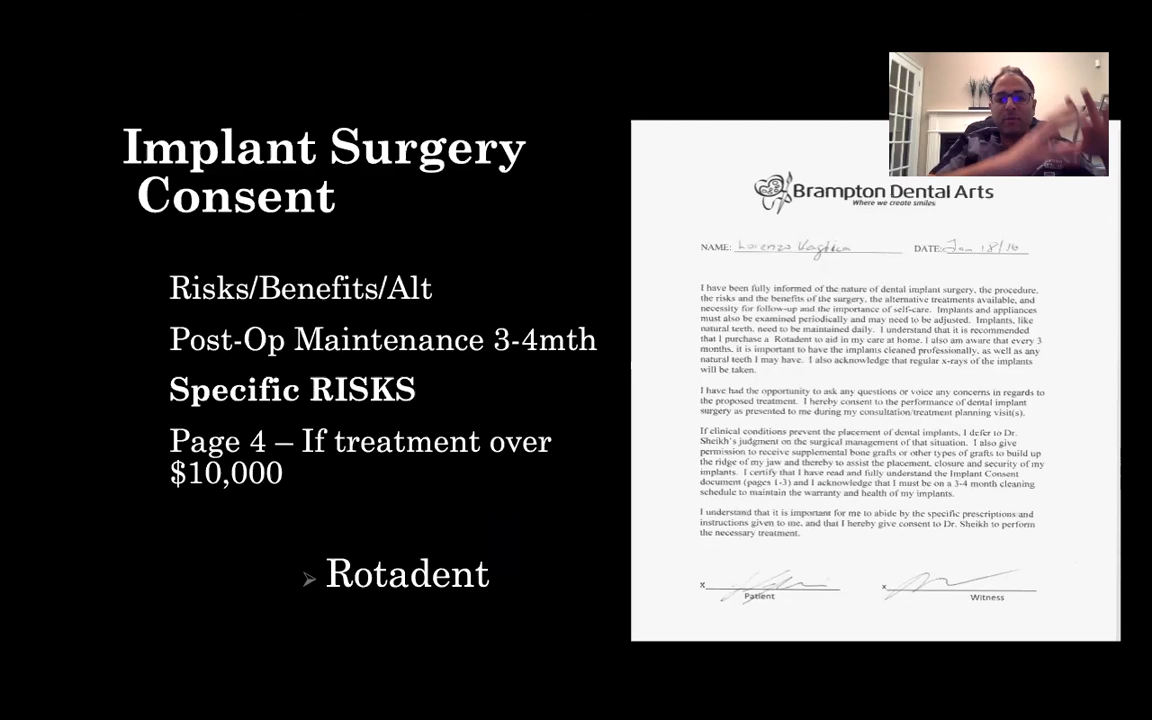 Implant Surgery
Consent
Risks/Benefits/Alt
Post-Op Maintenance 3-4mth
Specific RISKS
Page 4 – If treatment over
$10,000
➢ Rotadent
Brampton Dental Arts
Where we create smiles
NAME: Lorenzo DATE: Jan 18/16
I have been fully informed of the nature of dental implant surgery, the procedure,
the risks and the benefits of the surgery, the alternative treatments available, and
necessity for follow-up and the importance of self-care. Implants and appliances
must also be examined periodically and may need to be adjusted. Implants, like
natural teeth, need to be maintained daily. I understand that it is recommended
that I purchase a Rotadent to aid in my care at home. I also am aware that every 3
months, it is important to have the implants cleaned professionally, as well as any
natural teeth I may have. I also acknowledge that regular x-rays of the implants
will be taken.
I have had the opportunity to ask any questions or voice any concerns in regards to
the proposed treatment. I hereby consent to the performance of dental implant
surgery as presented to me during my consultation/treatment planning visit(s).
If clinical conditions prevent the placement of dental implants, I defer to Dr.
Sheikh's judgment on the surgical management of that situation. I also give
permission to receive supplemental bone grafts or other types of grafts to build up
the ridge of my jaw and thereby to assist the placement, closure and security of my
implants. I certify that I have read and fully understand the Implant Consent
document (pages 1-3) and I acknowledge that I must be on a 3-4 month cleaning
schedule to maintain the warranty and health of my implants.
I understand that it is important for me to abide by the specific prescriptions and
instructions given to me, and that I hereby give consent to Dr. Sheikh to perform
the necessary treatment.
x x
Patient Witness